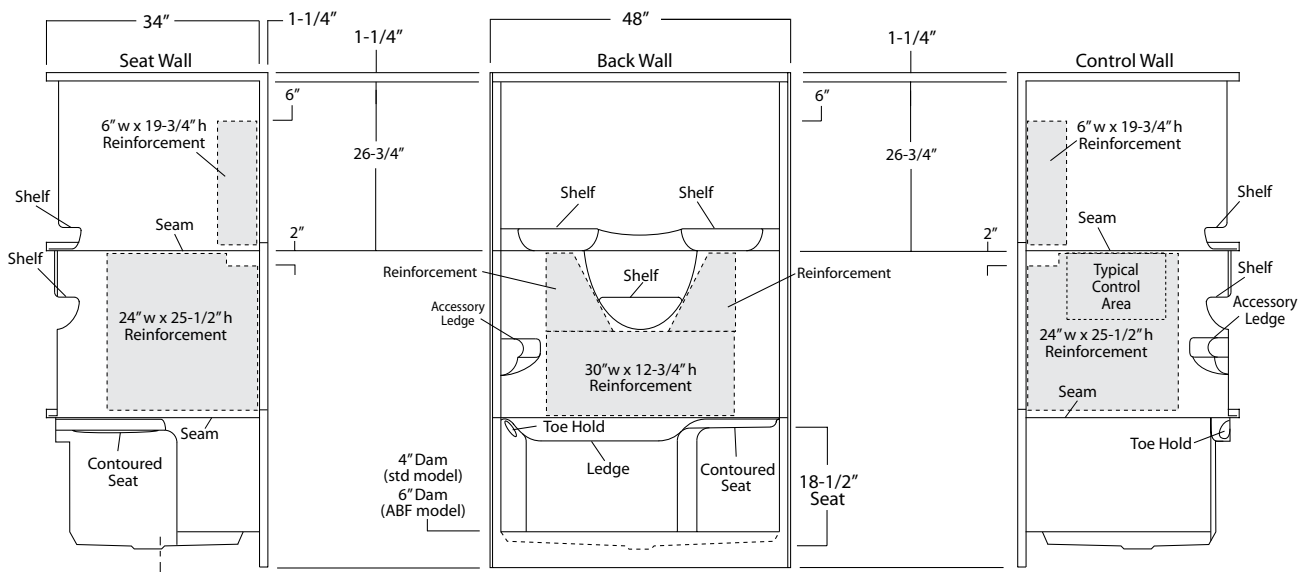 34”
1-1/4”
1-1/4”
48”
1-1/4”
Seat Wall
Back Wall
Control Wall
6”
6”
6” w x 19-3/4” h
Reinforcement
6” w x 19-3/4” h
Reinforcement
26-3/4”
26-3/4”
Shelf
Shelf
Shelf
Shelf
Seam
2”
2”
Seam
Shelf
Reinforcement
Shelf
Reinforcement
Typical
Control
Area
Shelf
Accessory
Ledge
Accessory
Ledge
24” w x 25-1/2” h
Reinforcement
24” w x 25-1/2” h
Reinforcement
30” w x 12-3/4” h
Reinforcement
Seam
Seam
Toe Hold
Toe Hold
Contoured
Seat
Ledge
Contoured
Seat
4” Dam
(std model)
6” Dam
(ABF model)
18-1/2”
Seat